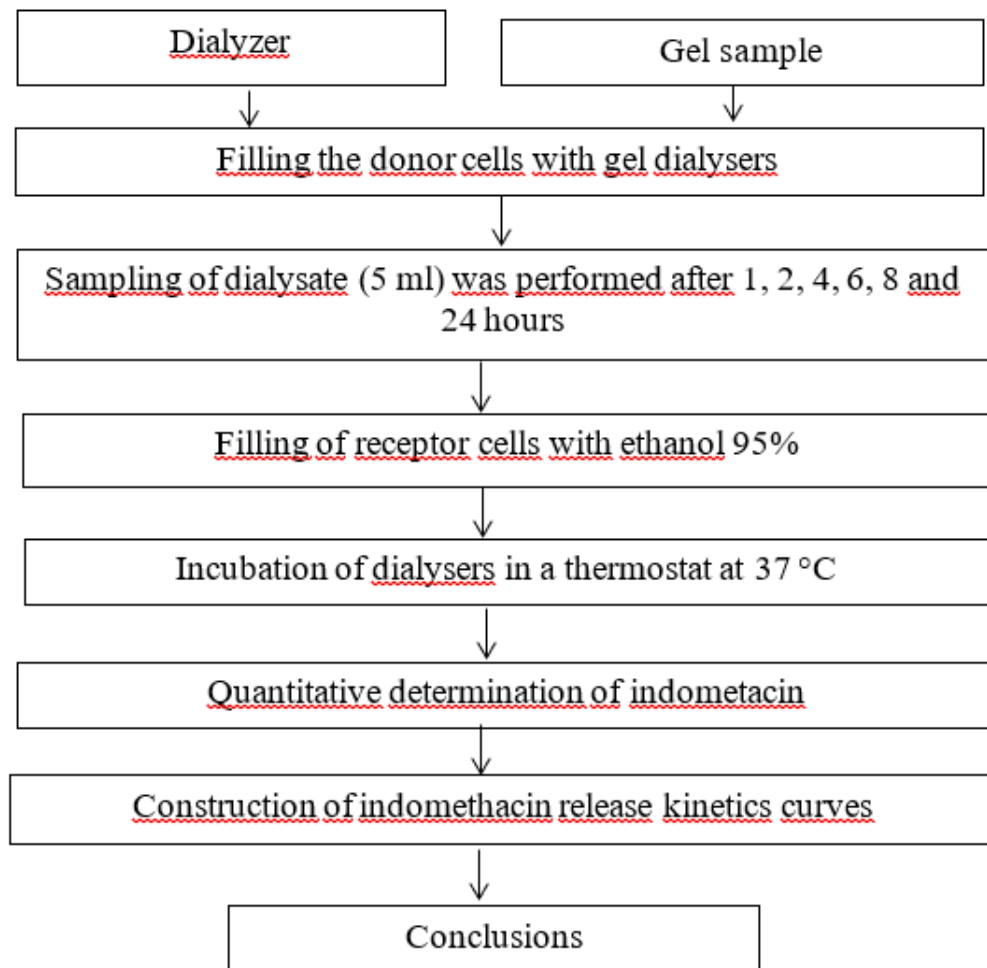 Dialyzer
Gel sample
Filling the donor cells with gel dialysers
Sampling of dialysate (5 ml) was performed after 1, 2, 4, 6, 8 and
24 hours
Filling of receptor cells with ethanol 95%
Incubation of dialysers in a thermostat at 37 °C
Quantitative determination of indometacin
Construction of indomethacin release kinetics curves
Conclusions